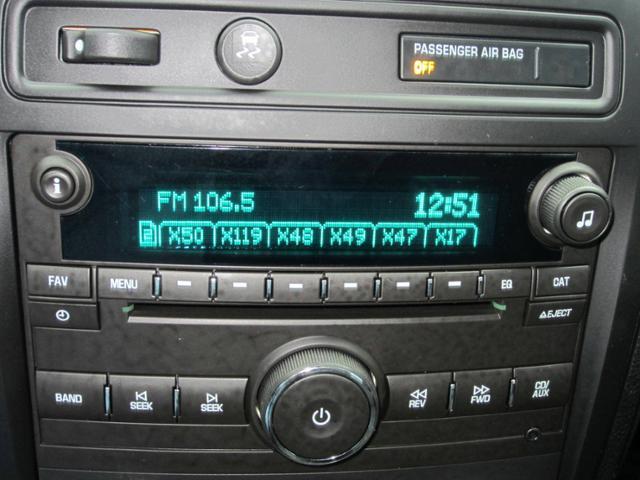 PASSENGER AIR BAG
OFF
FM 106.5 12:51
2 X50 X119 X48 X49 X47 X17
FAV MENU EQ CAT
EJECT
BAND SEEK SEEK REV FWD CD/
AUX